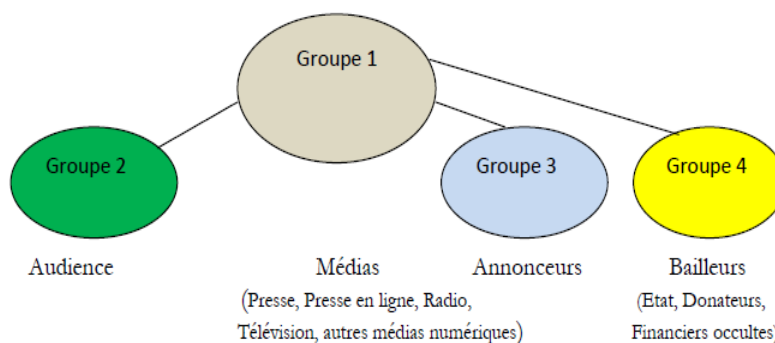 Groupe 1
Groupe 2
Groupe 3
Groupe 4
Audience
Médias
Annonceurs
Bailleurs
(Presse, Presse en ligne, Radio,
(Etat, Donateurs,
Télévision, autres médias numériques)
Financiers occultes)